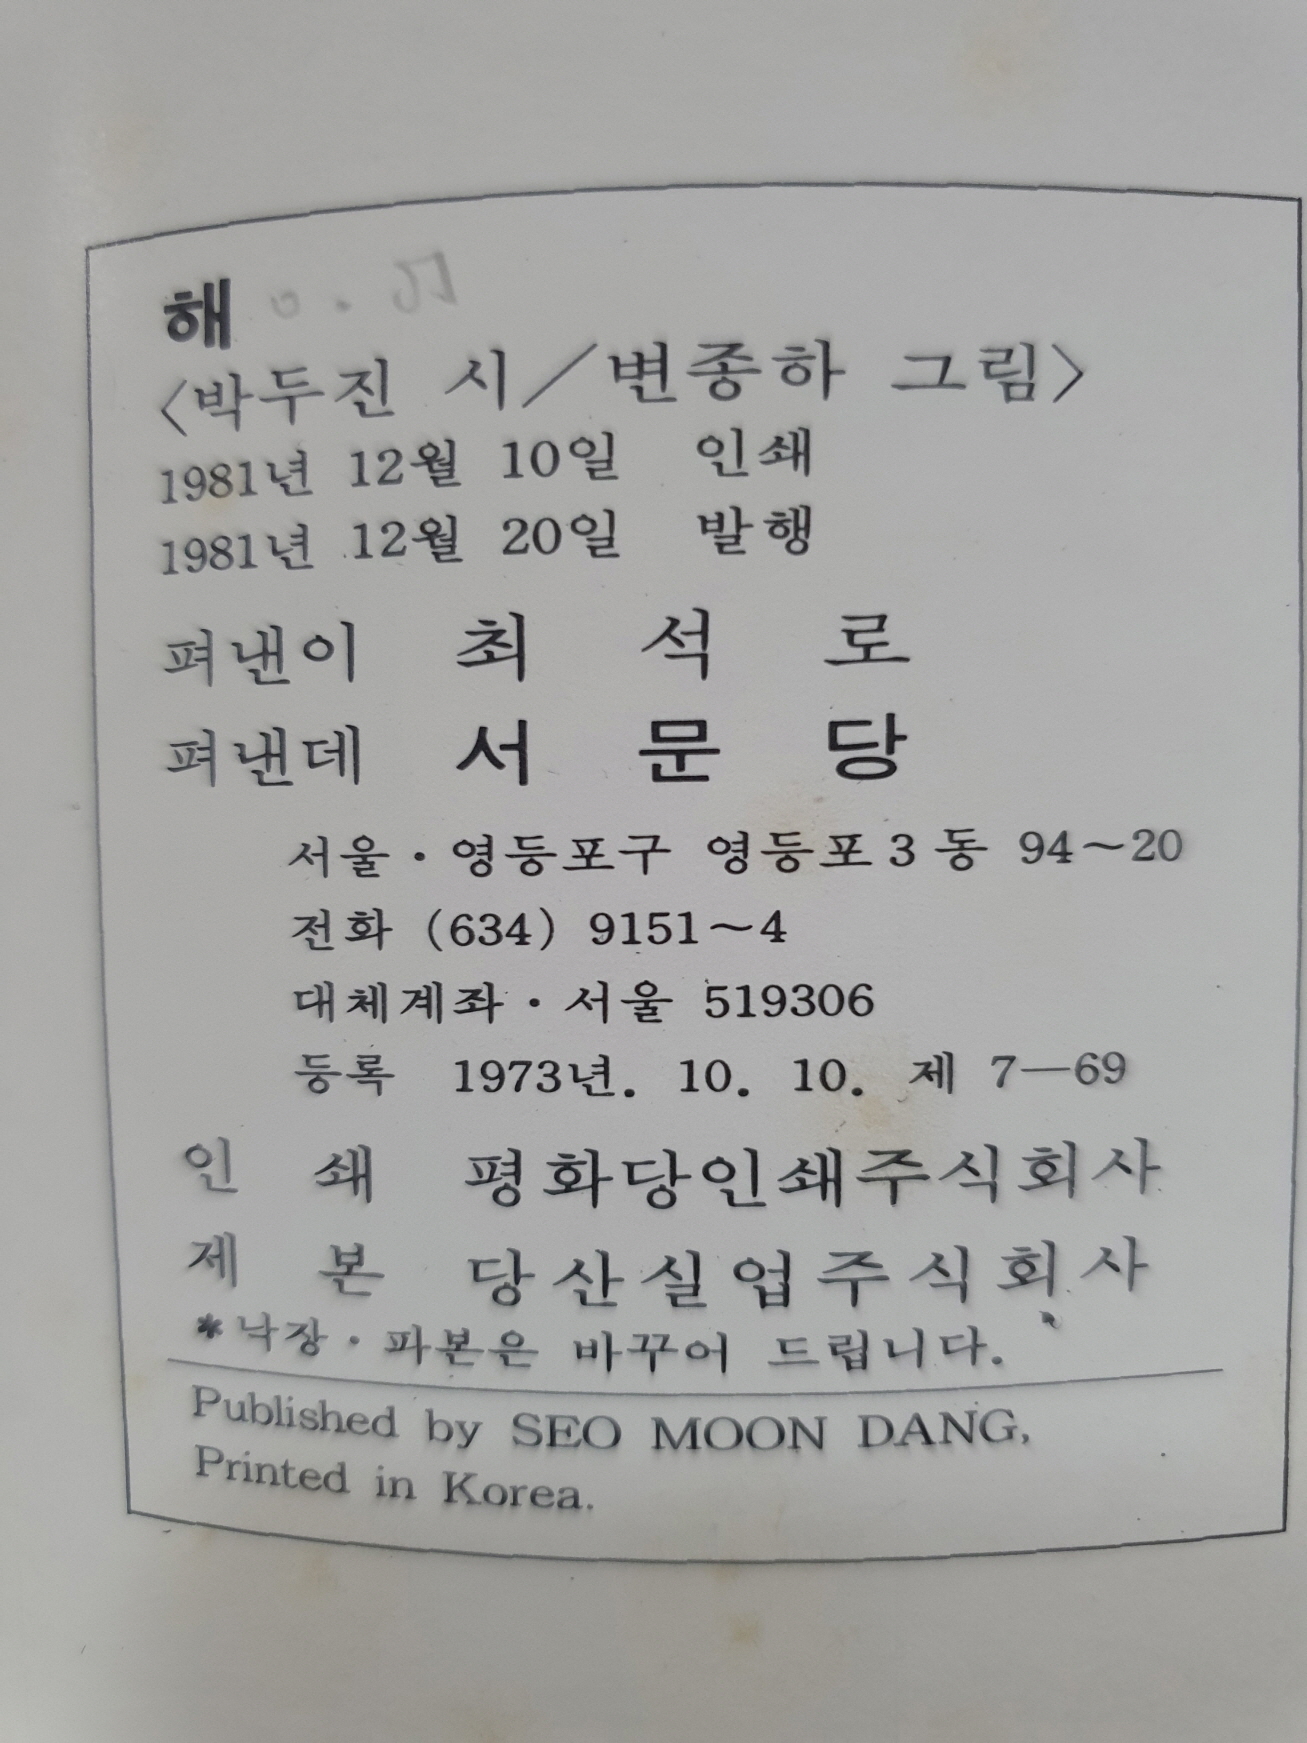 해
〈박두진 시／변종하 그림〉
1981년 12월 10일 인쇄
1981년 12월 20일 발행
펴낸이 최 석 로
펴낸데 서 문 당
서울·영등포구 영등포 3 동 94～20
전화 (634) 9151～4
대체계좌·서울 519306
등록 1973년. 10. 10. 제 7—69
인 쇄 평화당인쇄주식회사
제 본 당산실업주식회사
*낙장·파본은 바꾸어 드립니다.
Published by SEO MOON DANG,
Printed in Korea.